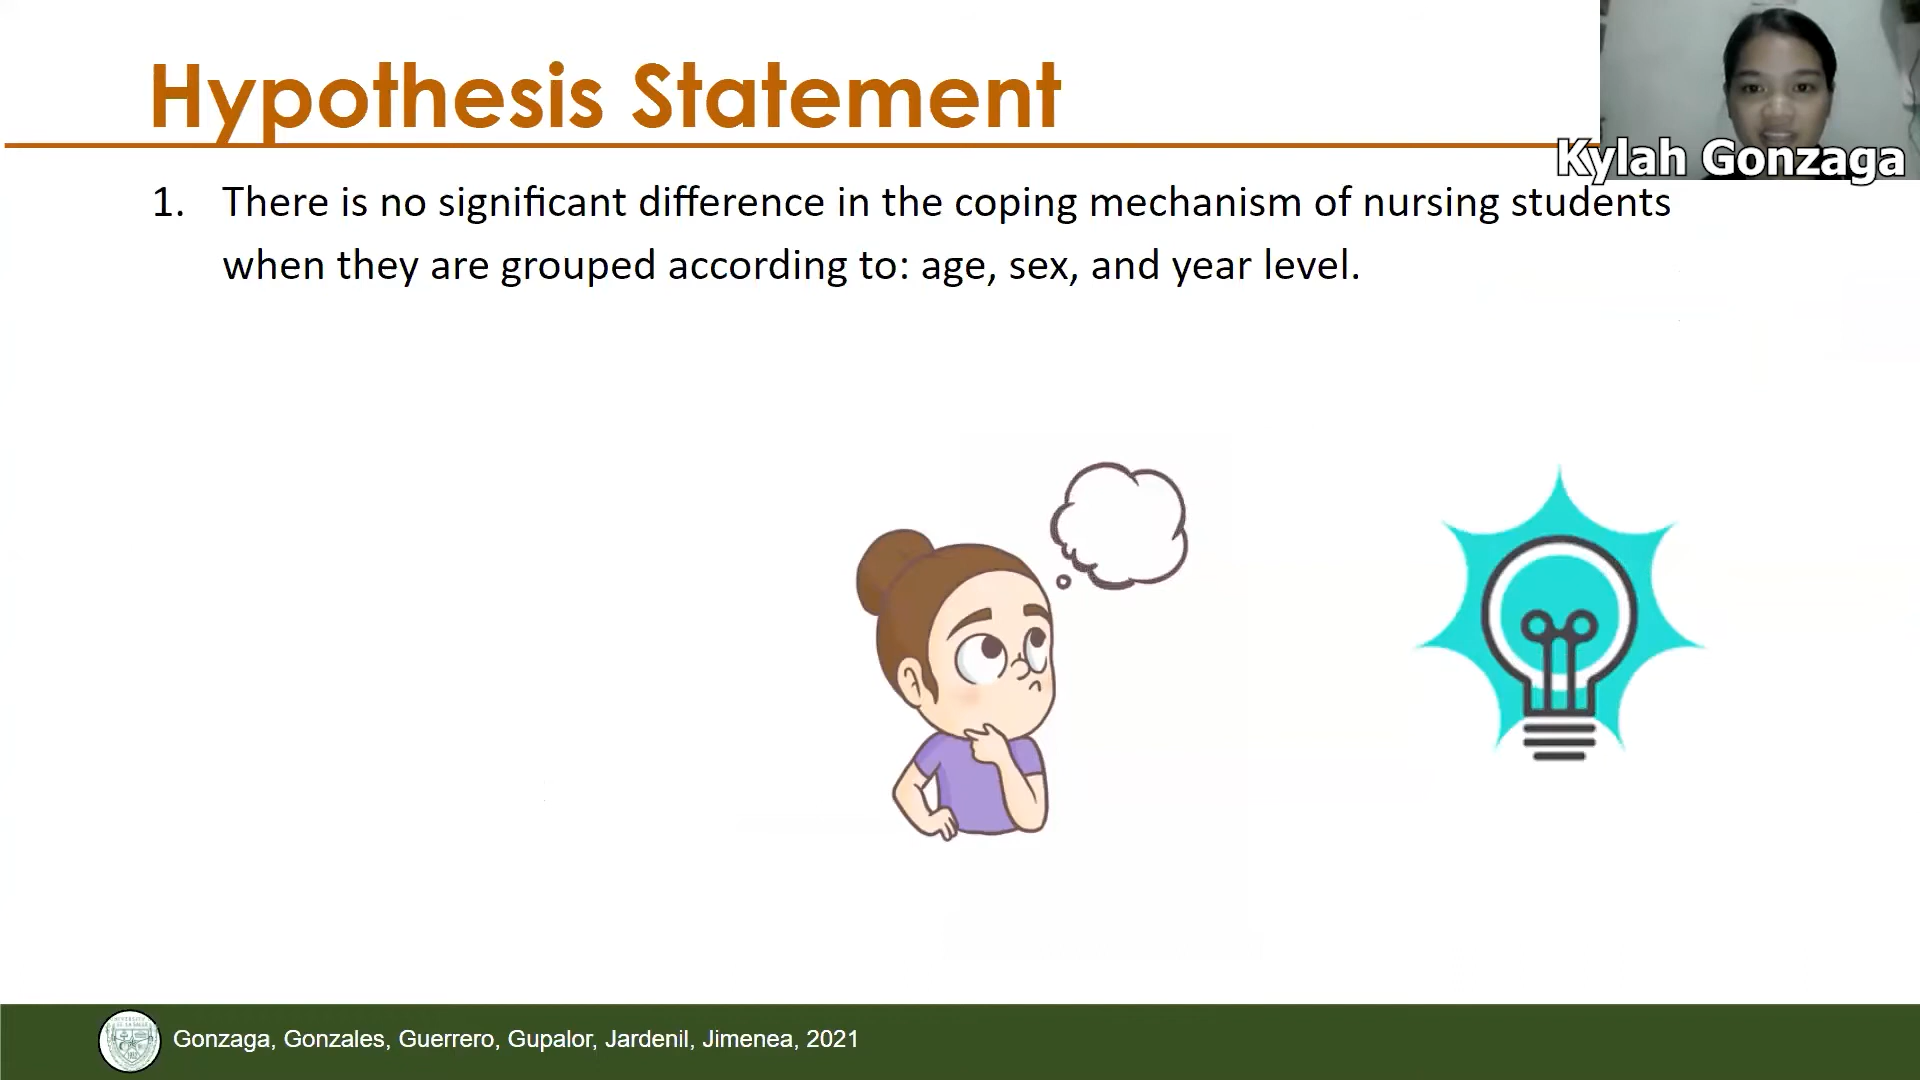 Hypothesis Statement
Kylah Gonzaga
1. There is no significant difference in the coping mechanism of nursing students
when they are grouped according to: age, sex, and year level.
Gonzaga, Gonzales, Guerrero, Gupalor, Jardenil, Jimenea, 2021